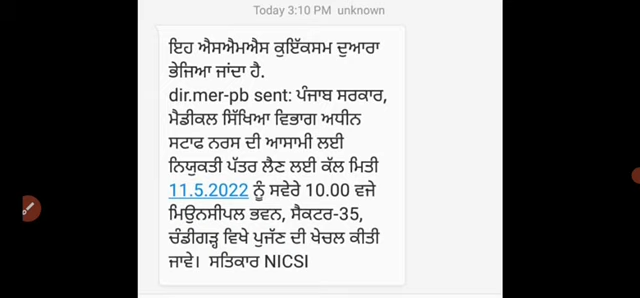 Today 3:10 PM unknown
ਇਹ ਐਸਐਮਐਸ ਕੁਇੱਕਸਮ ਦੁਆਰਾ
ਭੇਜਿਆ ਜਾਂਦਾ ਹੈ.
dir.mer-pb sent: ਪੰਜਾਬ ਸਰਕਾਰ,
ਮੈਡੀਕਲ ਸਿੱਖਿਆ ਵਿਭਾਗ ਅਧੀਨ
ਸਟਾਫ ਨਰਸ ਦੀ ਆਸਾਮੀ ਲਈ
ਨਿਯੁਕਤੀ ਪੱਤਰ ਲੈਣ ਲਈ ਕੱਲ ਮਿਤੀ
11.5.2022 ਨੂੰ ਸਵੇਰੇ 10.00 ਵਜੇ
ਮਿਉਨਸੀਪਲ ਭਵਨ, ਸੈਕਟਰ-35,
ਚੰਡੀਗੜ੍ਹ ਵਿਖੇ ਪੁਜੱਣ ਦੀ ਖੇਚਲ ਕੀਤੀ
ਜਾਵੇ। ਸਤਿਕਾਰ NICSI